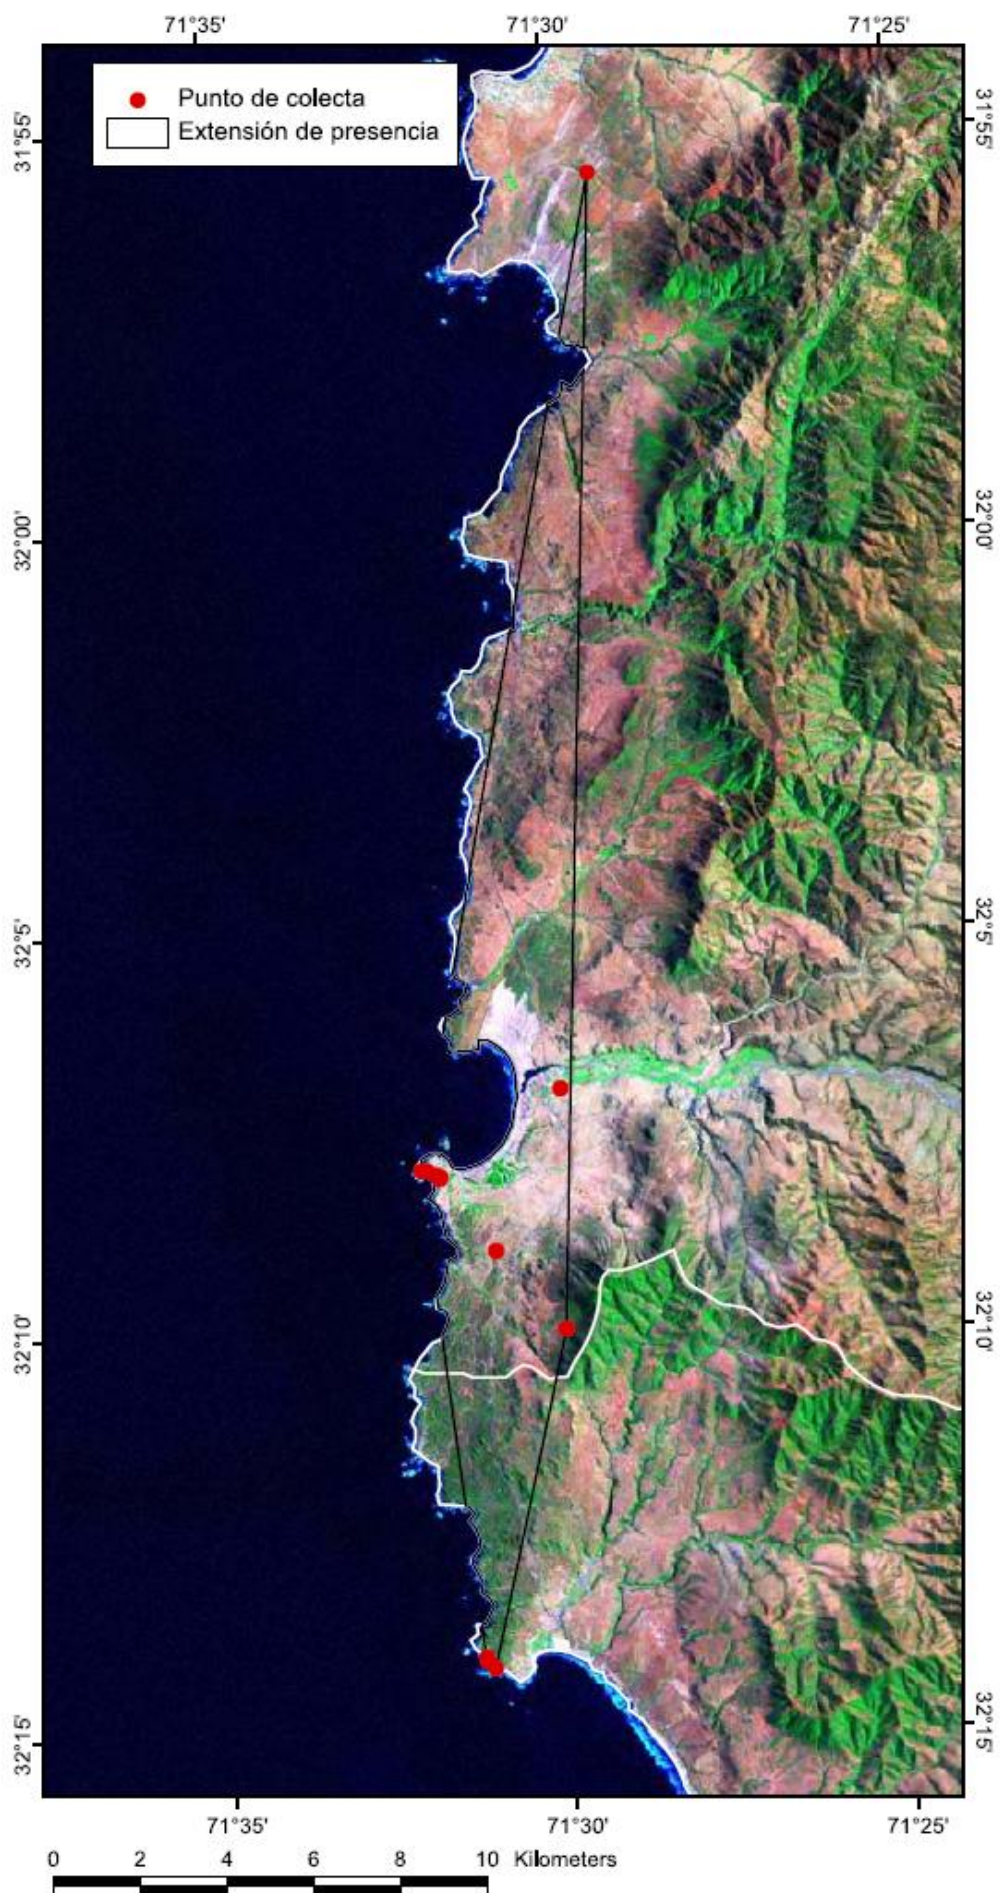 71°35' 71°30' 71°25'
Punto de colecta
Extensión de presencia
31°55' 31°55'
32°00' 32°00'
32°5' 32°5'
32°10' 32°10'
32°15' 32°15'
71°35' 71°30' 71°25'
0 2 4 6 8 10 Kilometers